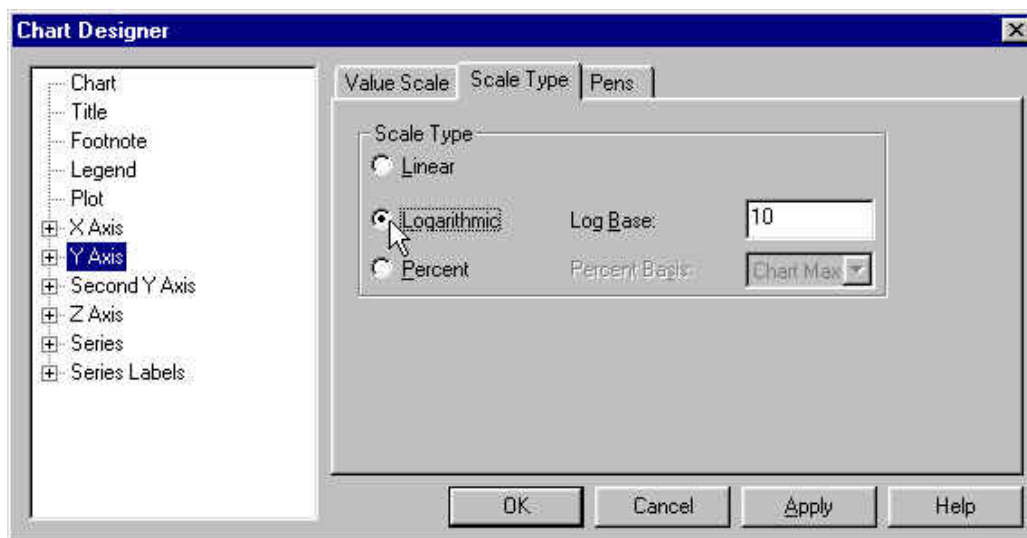 Chart Designer
Chart
Title
Footnote
Legend
Plot
X Axis
Y Axis
Second Y Axis
Z Axis
Series
Series Labels
Value Scale
Scale Type
Pens
Scale Type
Linear
Logarithmic
Log Base:
10
Percent
Percent Basis:
Chart Max
OK
Cancel
Apply
Help